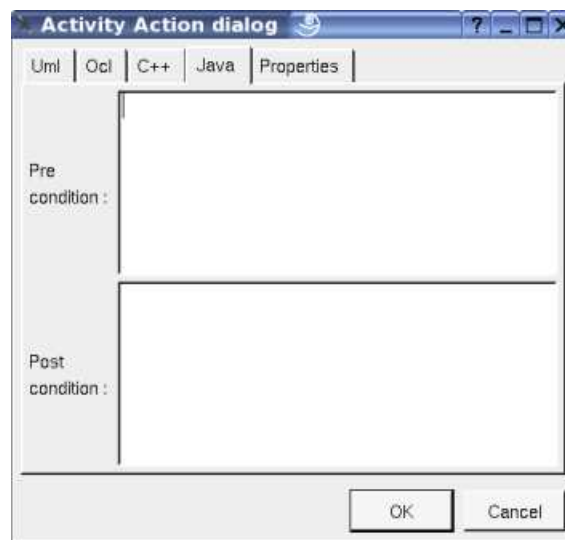 Activity Action dialog
Uml Ocl C++ Java Properties
Pre
condition :
Post
condition :
OK Cancel